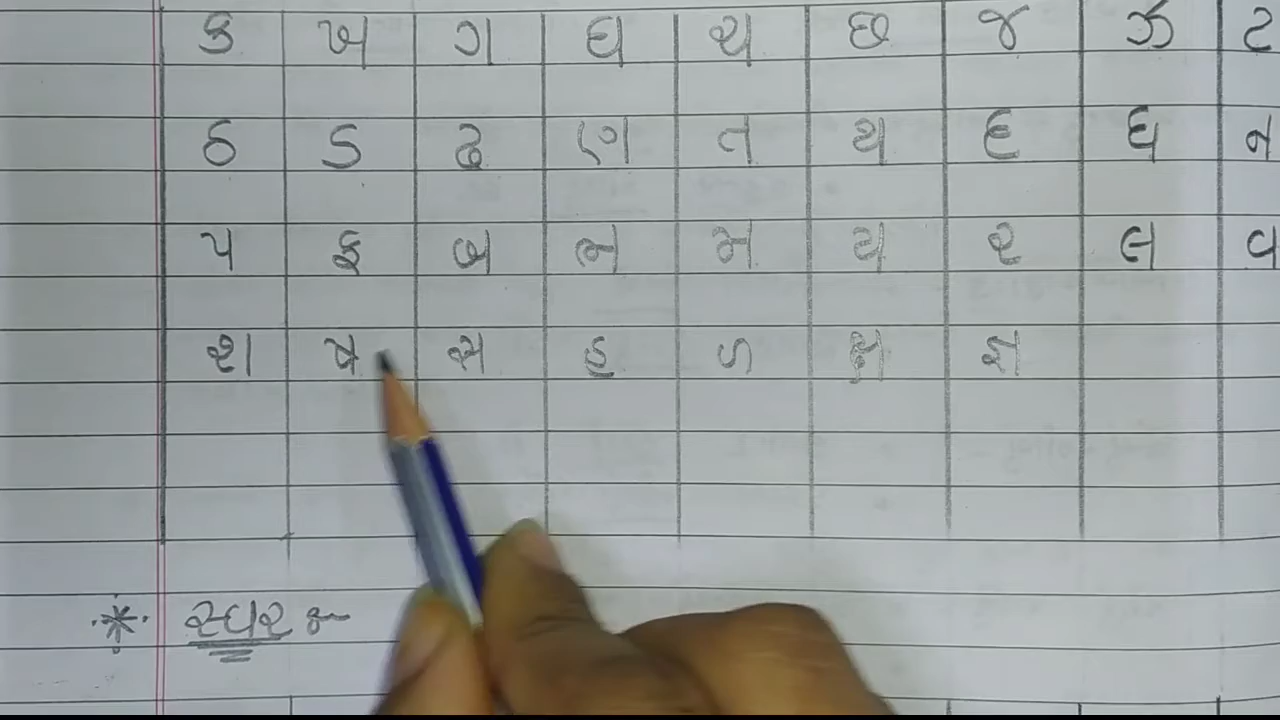 ક ખ ગ ઘ ચ છ જ ઝ ટ
ઠ ડ ઢ ણ ત થ દ ધ ન
પ ફ બ ભ મ ય ર લ વ
શ ષ સ હ ળ ક્ષ જ્ઞ
* સ્વર ~